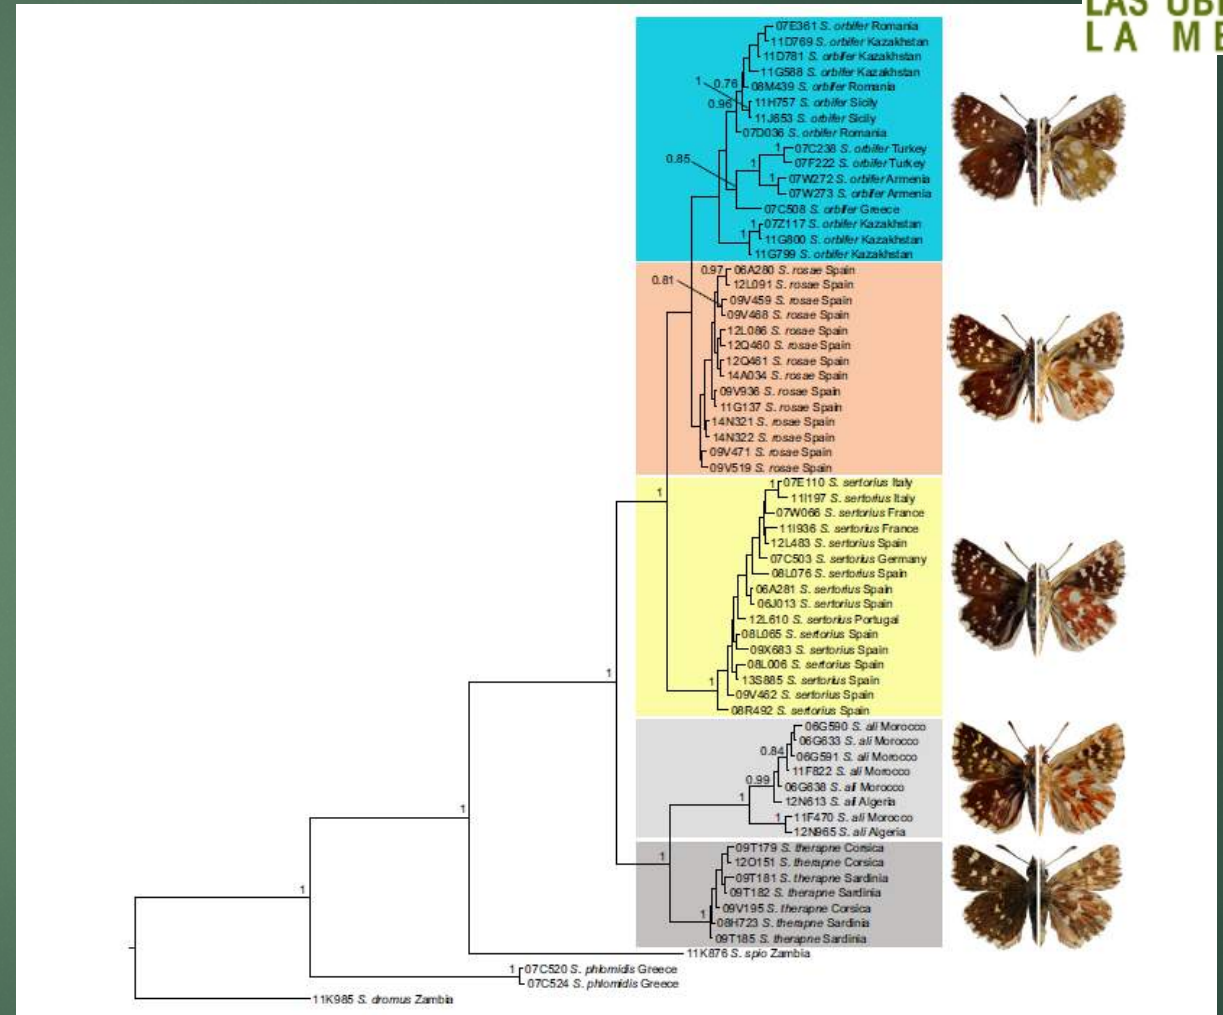 LAS
LA ME
07E361 S. orbifer Romania
11D769 S. orbifer Kazakhstan
11D781 S. orbifer Kazakhstan
11G588 S. orbifer Kazakhstan
1 0.76 08M439 S. orbifer Romania
0.96 11H757 S. orbifer Sicily
11J653 S. orbifer Sicily
07D036 S. orbifer Romania
1 07C238 S. orbifer Turkey
0.85 1 07F222 S. orbifer Turkey
1 07W272 S. orbifer Armenia
07W273 S. orbifer Armenia
07C508 S. orbifer Greece
1 07Z117 S. orbifer Kazakhstan
1 11G800 S. orbifer Kazakhstan
11G799 S. orbifer Kazakhstan
0.97 06A280 S. rosae Spain
0.81 12L091 S. rosae Spain
09V459 S. rosae Spain
09V468 S. rosae Spain
12L086 S. rosae Spain
12Q460 S. rosae Spain
12Q461 S. rosae Spain
14A034 S. rosae Spain
09V936 S. rosae Spain
11G137 S. rosae Spain
14N321 S. rosae Spain
14N322 S. rosae Spain
09V471 S. rosae Spain
09V519 S. rosae Spain
1 07E110 S. sertorius Italy
1 11I197 S. sertorius Italy
07W066 S. sertorius France
11I936 S. sertorius France
12L483 S. sertorius Spain
07C503 S. sertorius Germany
08L076 S. sertorius Spain
06A281 S. sertorius Spain
06J013 S. sertorius Spain
12L610 S. sertorius Portugal
08L065 S. sertorius Spain
09X683 S. sertorius Spain
08L006 S. sertorius Spain
1 1 13S885 S. sertorius Spain
09V462 S. sertorius Spain
08R492 S. sertorius Spain
06G590 S. ali Morocco
06G633 S. ali Morocco
0.84 06G591 S. ali Morocco
11F822 S. ali Morocco
0.99 06G638 S. ali Morocco
1 12N613 S. ali Algeria
1 1 11F470 S. ali Morocco
12N965 S. ali Algeria
09T179 S. therapne Corsica
1 12O151 S. therapne Corsica
09T181 S. therapne Sardinia
1 09T182 S. therapne Sardinia
09V195 S. therapne Corsica
1 08H723 S. therapne Sardinia
09T185 S. therapne Sardinia
11K876 S. spio Zambia
1 07C520 S. phlomidis Greece
07C524 S. phlomidis Greece
11K985 S. dromus Zambia